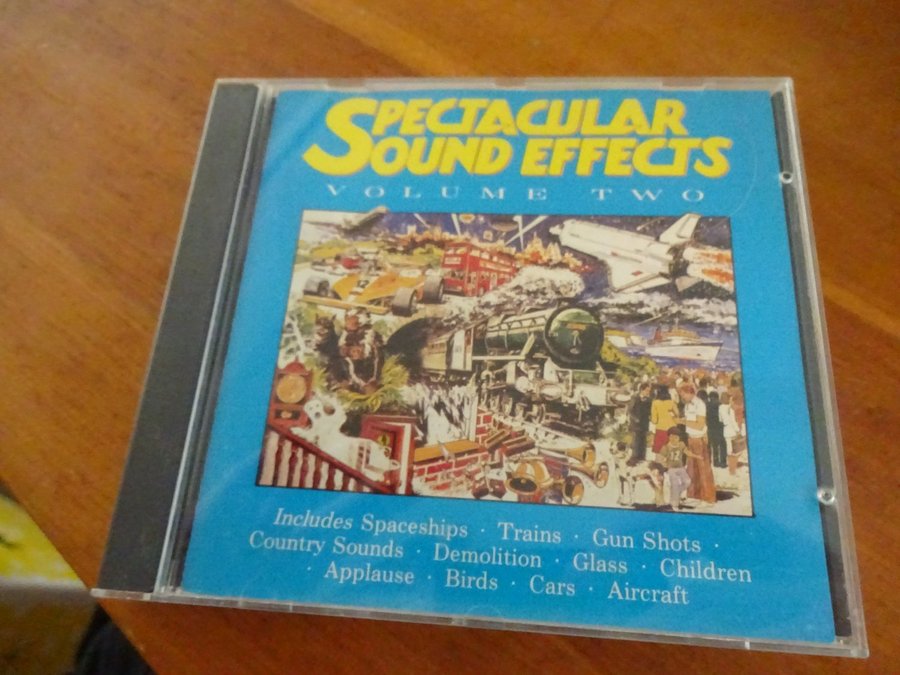 SPECTACULAR
SOUND EFFECTS
VOLUME TWO
Includes Spaceships · Trains · Gun Shots ·
Country Sounds · Demolition · Glass · Children
· Applause · Birds · Cars · Aircraft
12